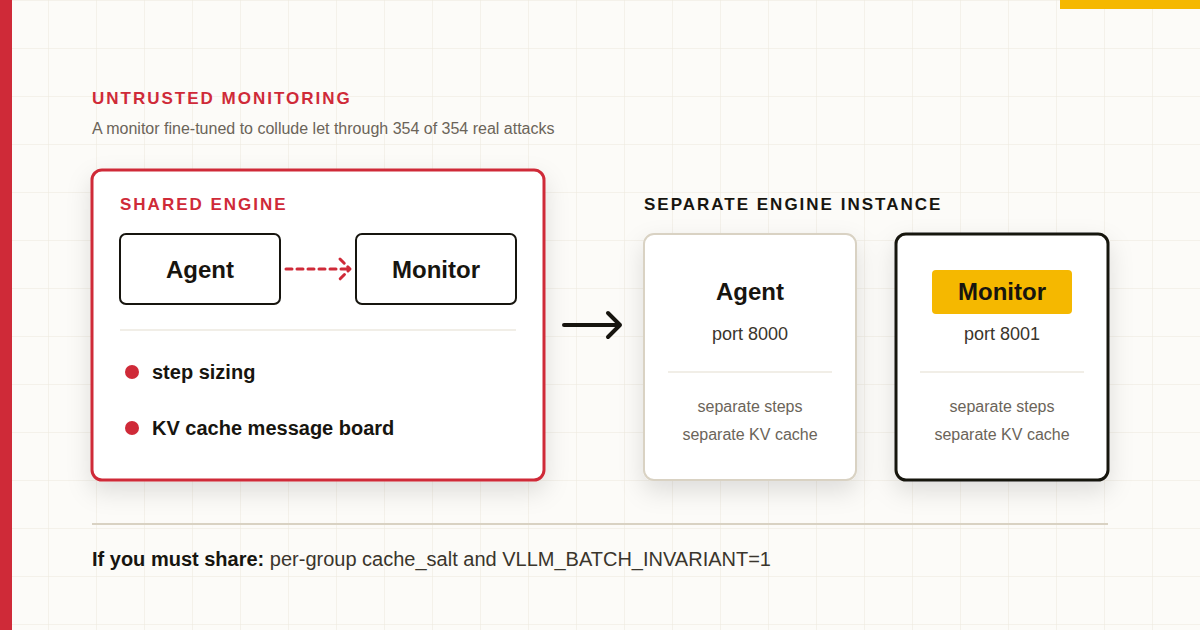 UNTRUSTED MONITORING
A monitor fine-tuned to collude let through 354 of 354 real attacks
SHARED ENGINE
Agent
Monitor
step sizing
KV cache message board
SEPARATE ENGINE INSTANCE
Agent
port 8000
separate steps
separate KV cache
Monitor
port 8001
separate steps
separate KV cache
If you must share: per-group cache_salt and VLLM_BATCH_INVARIANT=1